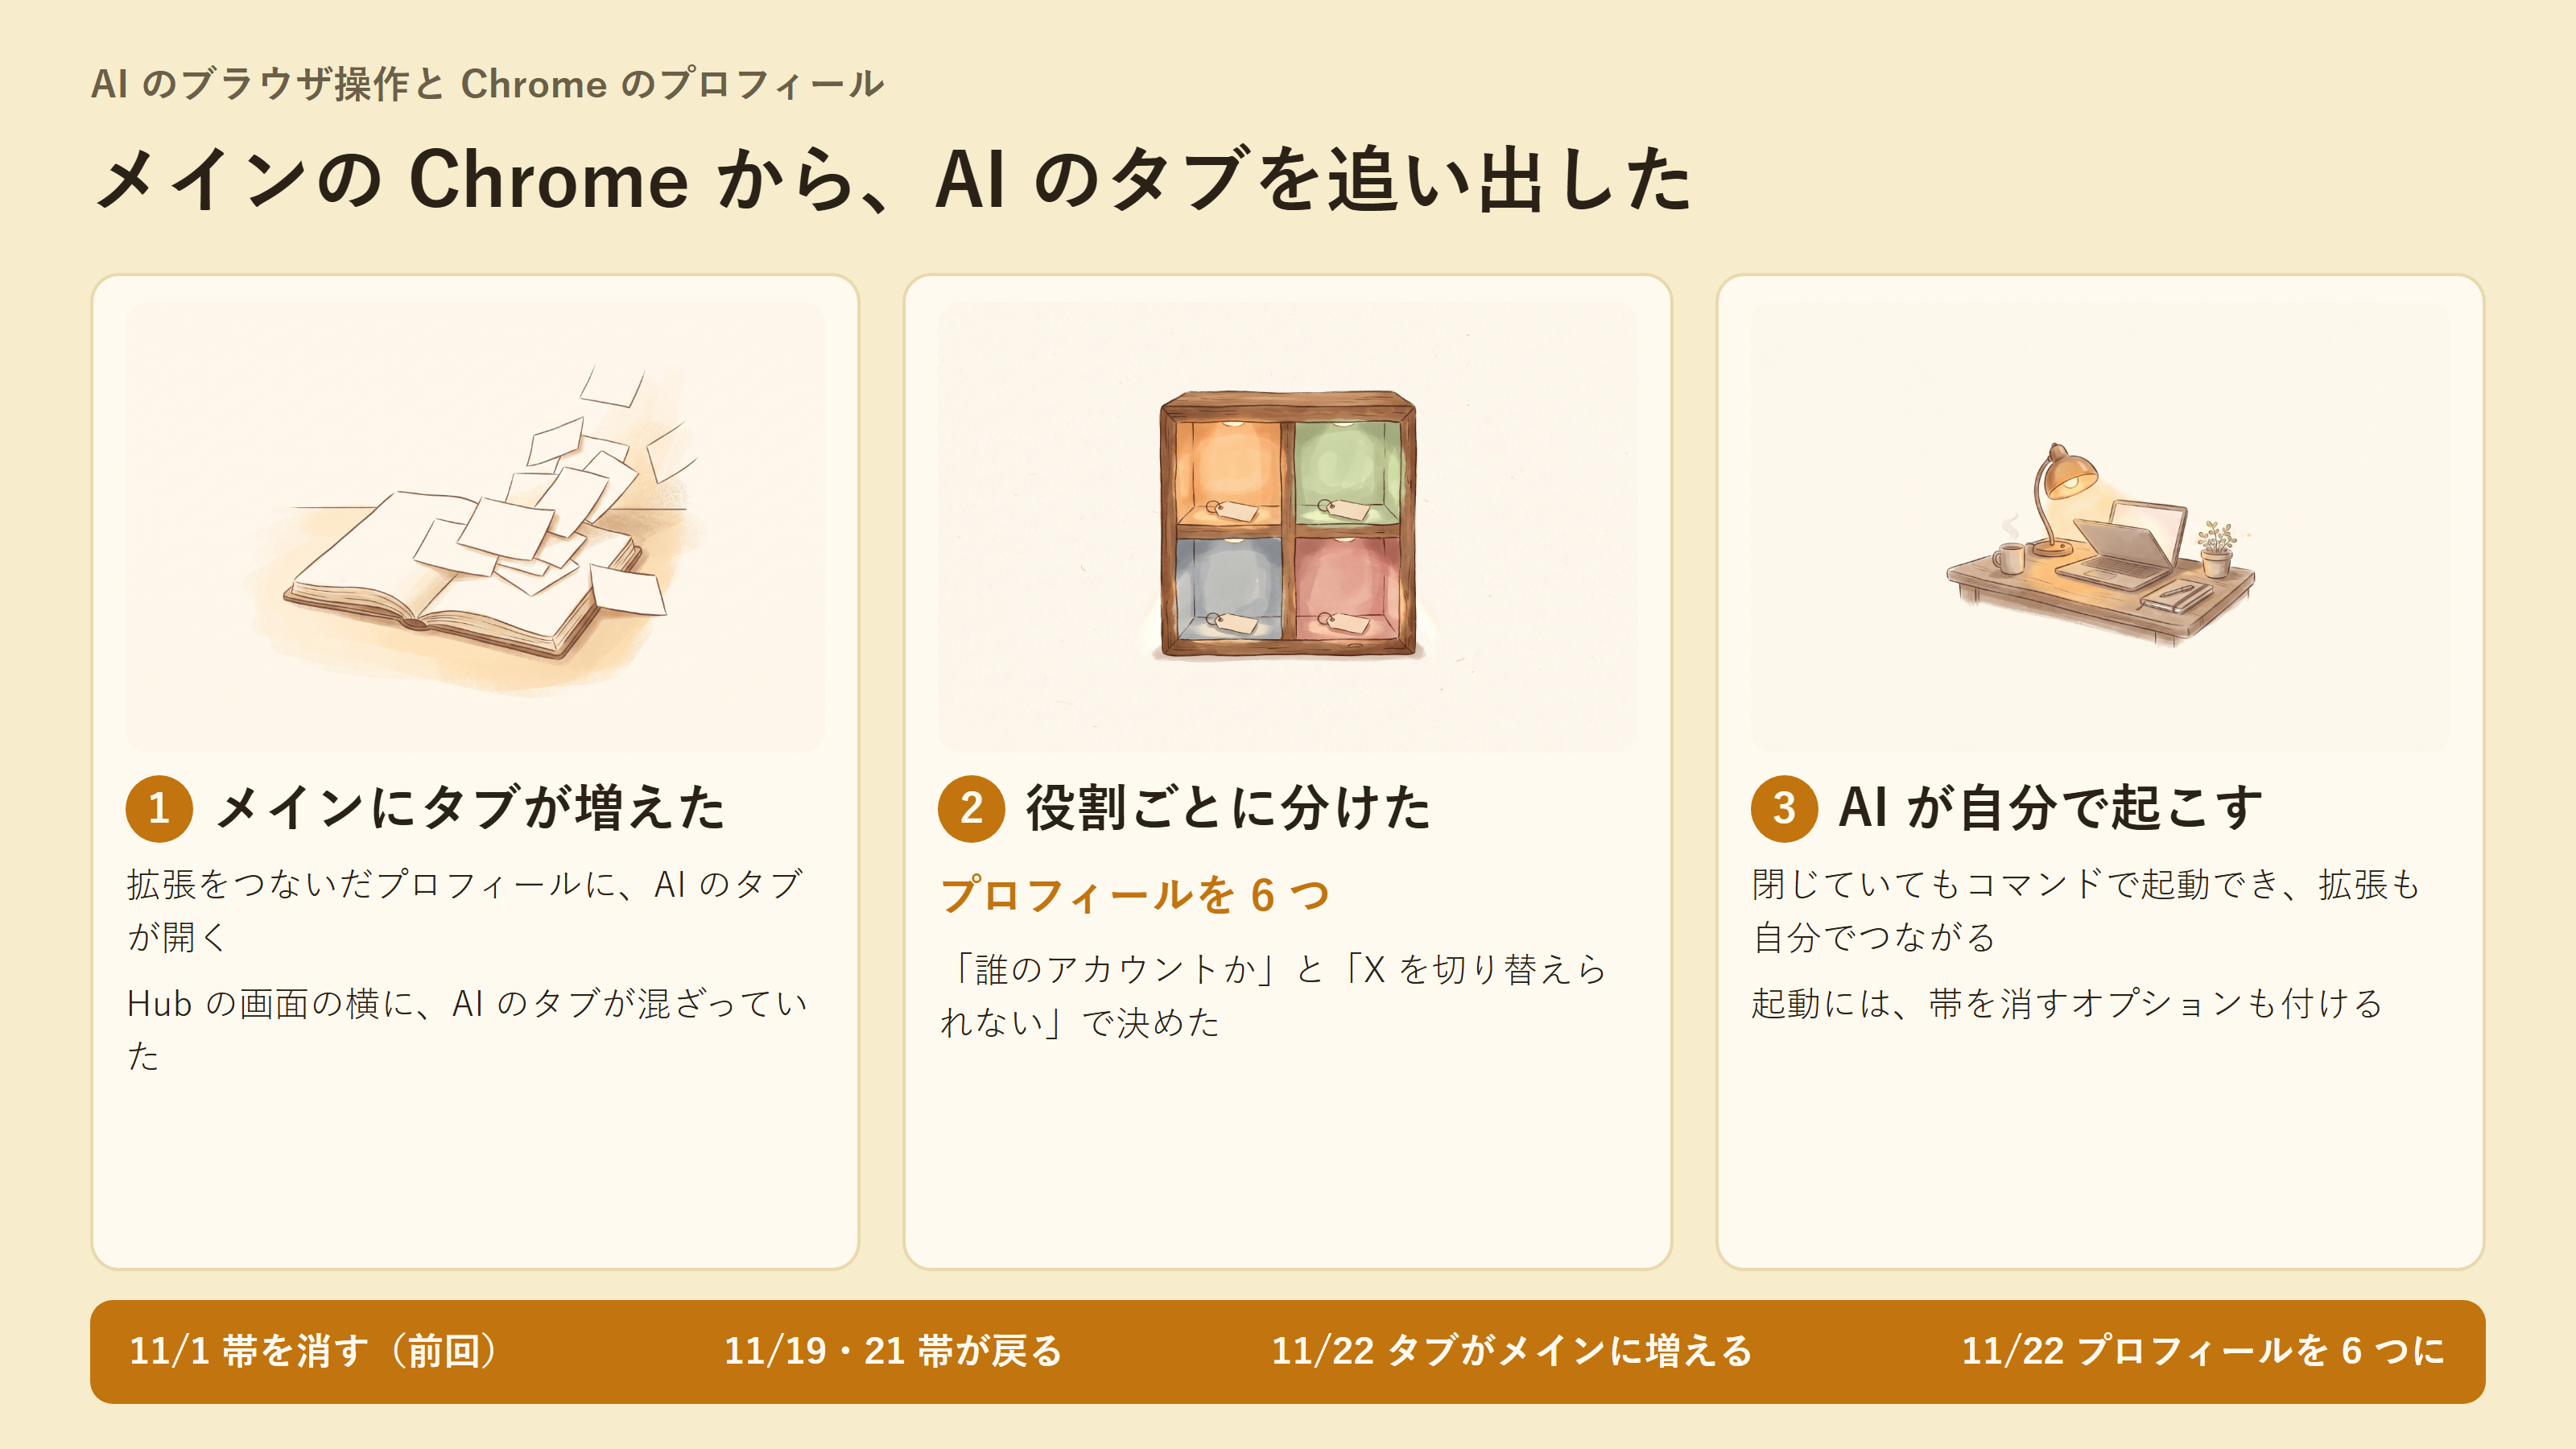 AI のブラウザ操作と Chrome のプロフィール
メインの Chrome から、AI のタブを追い出した
1 メインにタブが増えた
拡張をつないだプロフィールに、AI のタブ
が開く
Hub の画面の横に、AI のタブが混ざってい
た
2 役割ごとに分けた
プロフィールを 6 つ
「誰のアカウントか」と「X を切り替えら
れない」で決めた
3 AI が自分で起こす
閉じていてもコマンドで起動でき、拡張も
自分でつながる
起動には、帯を消すオプションも付ける
11/1 帯を消す（前回） 11/19・21 帯が戻る 11/22 タブがメインに増える 11/22 プロフィールを 6 つに